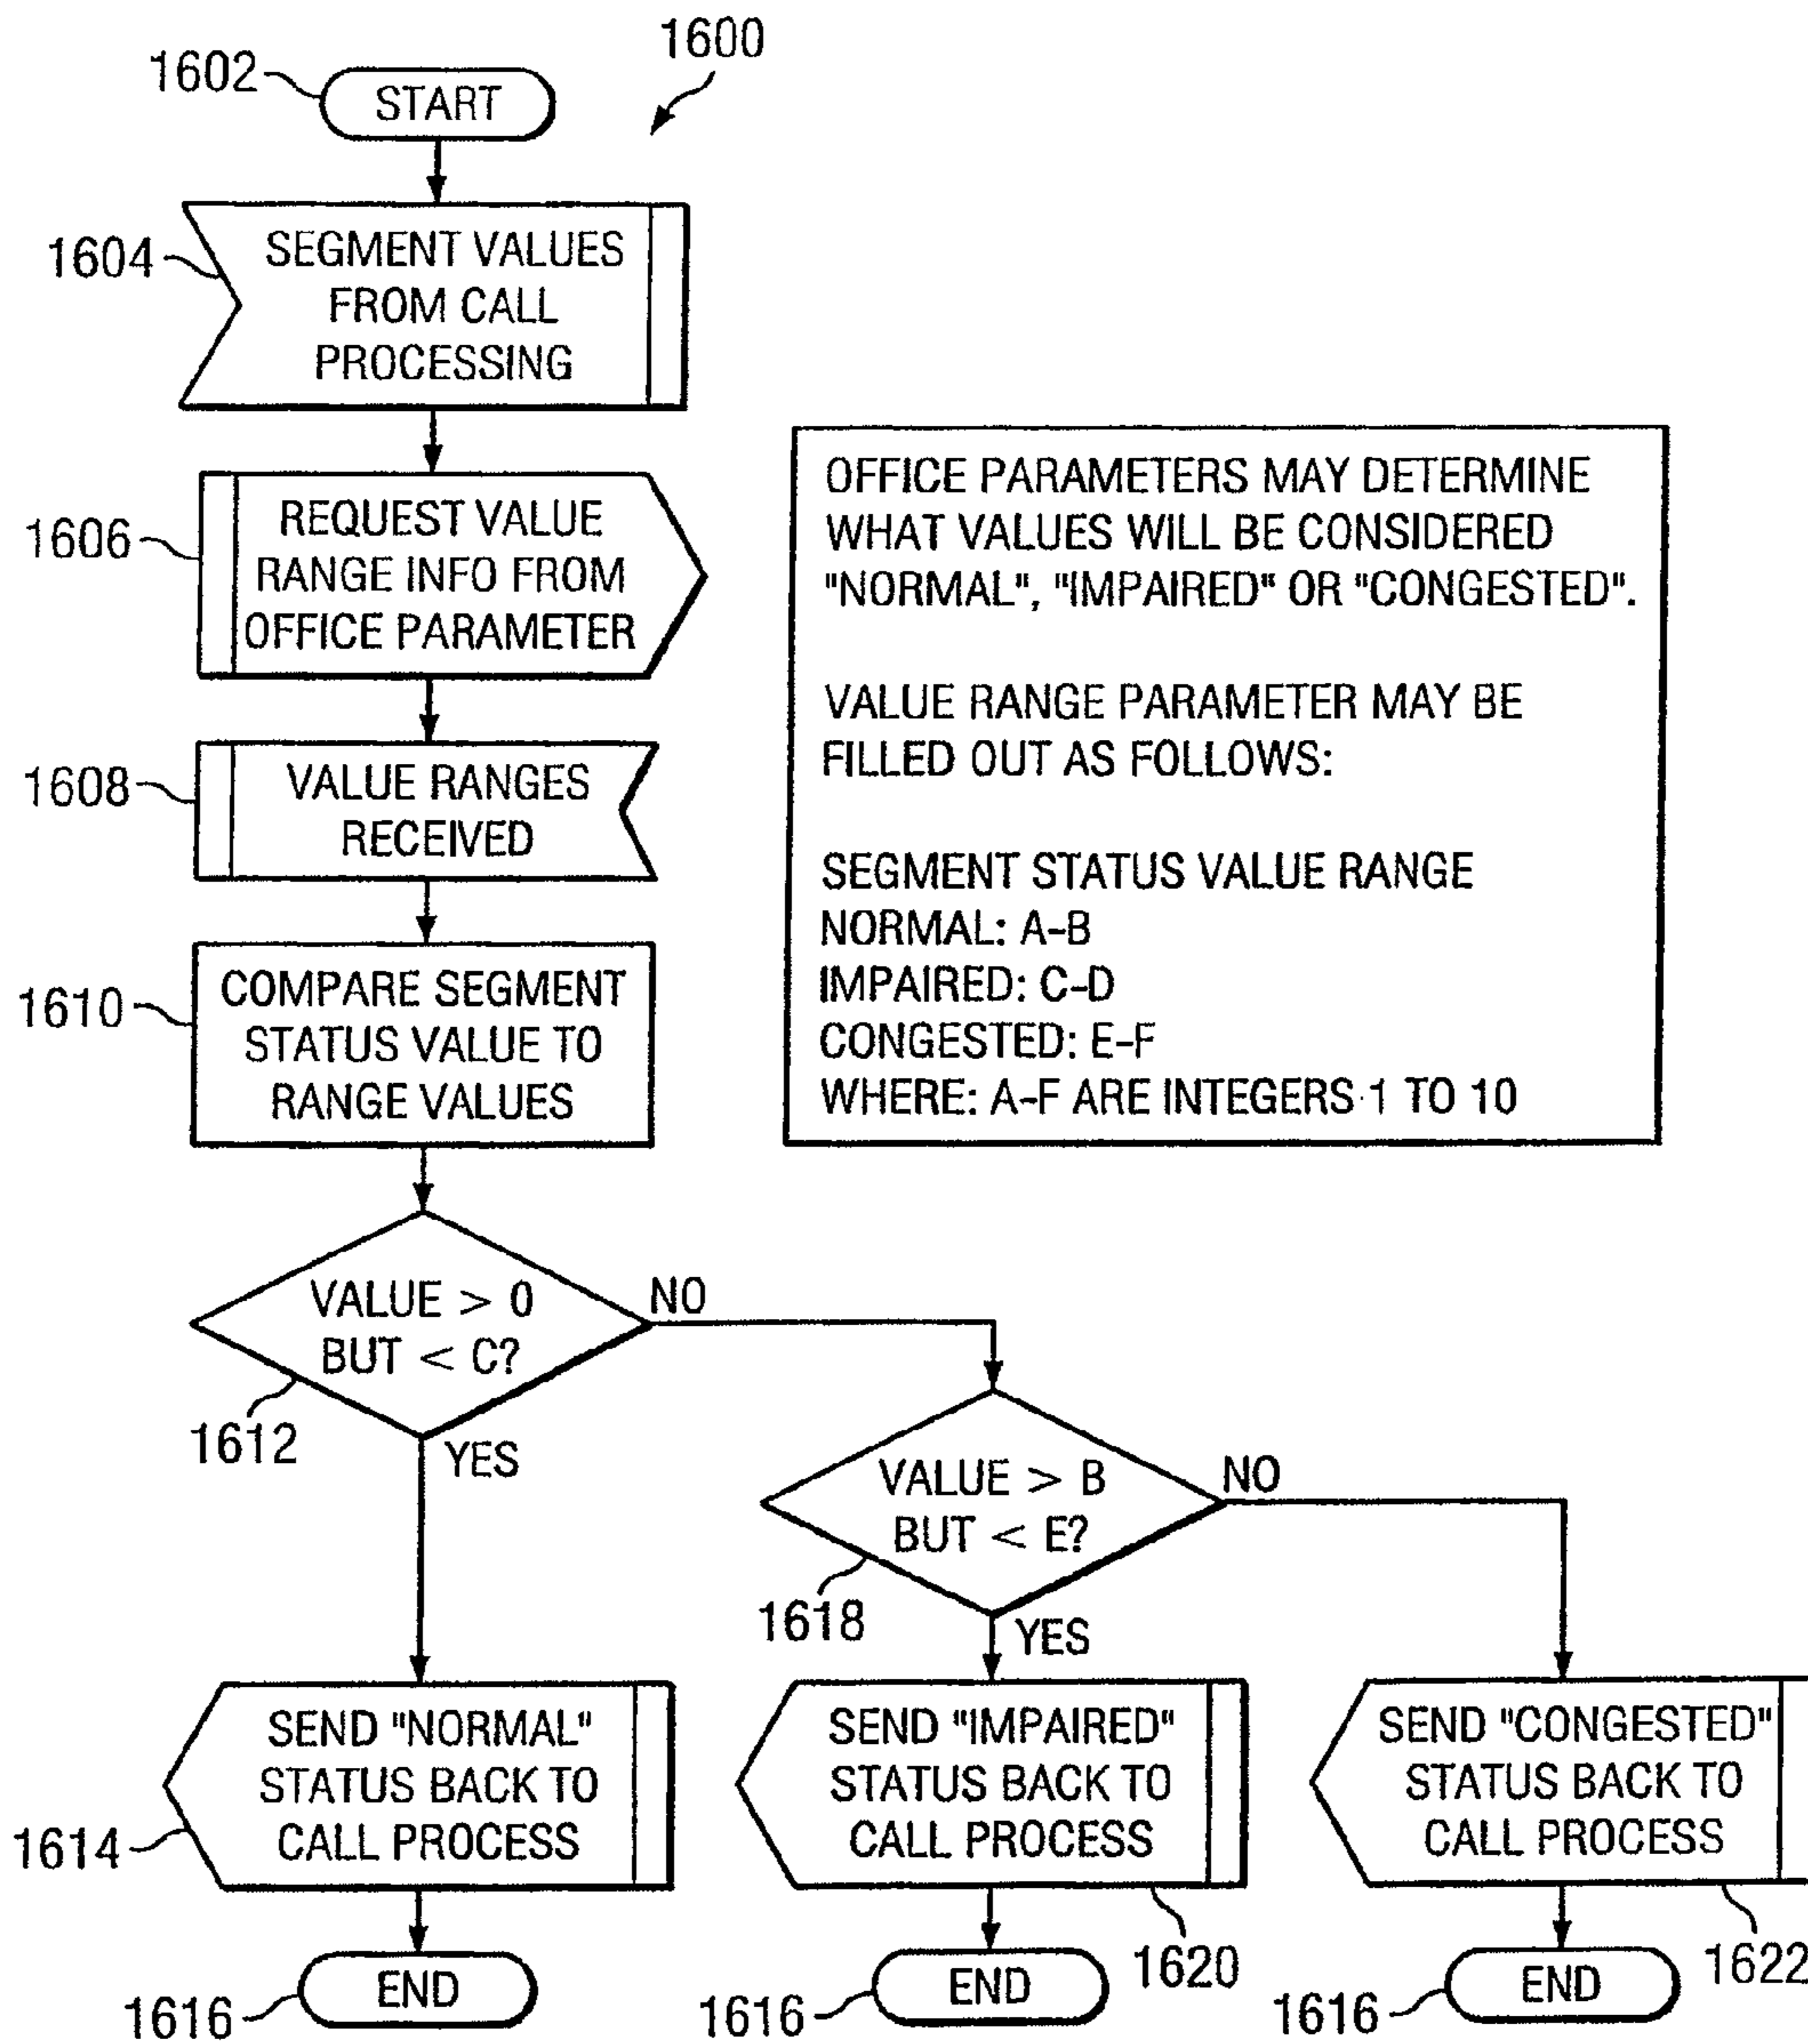 1600
1602
START
1604
SEGMENT VALUES
FROM CALL
PROCESSING
1606
REQUEST VALUE
RANGE INFO FROM
OFFICE PARAMETER
1608
VALUE RANGES
RECEIVED
1610
COMPARE SEGMENT
STATUS VALUE TO
RANGE VALUES
OFFICE PARAMETERS MAY DETERMINE
WHAT VALUES WILL BE CONSIDERED
"NORMAL", "IMPAIRED" OR "CONGESTED".
VALUE RANGE PARAMETER MAY BE
FILLED OUT AS FOLLOWS:
SEGMENT STATUS VALUE RANGE
NORMAL: A-B
IMPAIRED: C-D
CONGESTED: E-F
WHERE: A-F ARE INTEGERS 1 TO 10
VALUE > 0
BUT < C?
NO
1612
YES
VALUE > B
BUT < E?
NO
1618
YES
SEND "NORMAL"
STATUS BACK TO
CALL PROCESS
1614
SEND "IMPAIRED"
STATUS BACK TO
CALL PROCESS
1620
SEND "CONGESTED"
STATUS BACK TO
CALL PROCESS
1622
END
1616
END
1616
END
1616